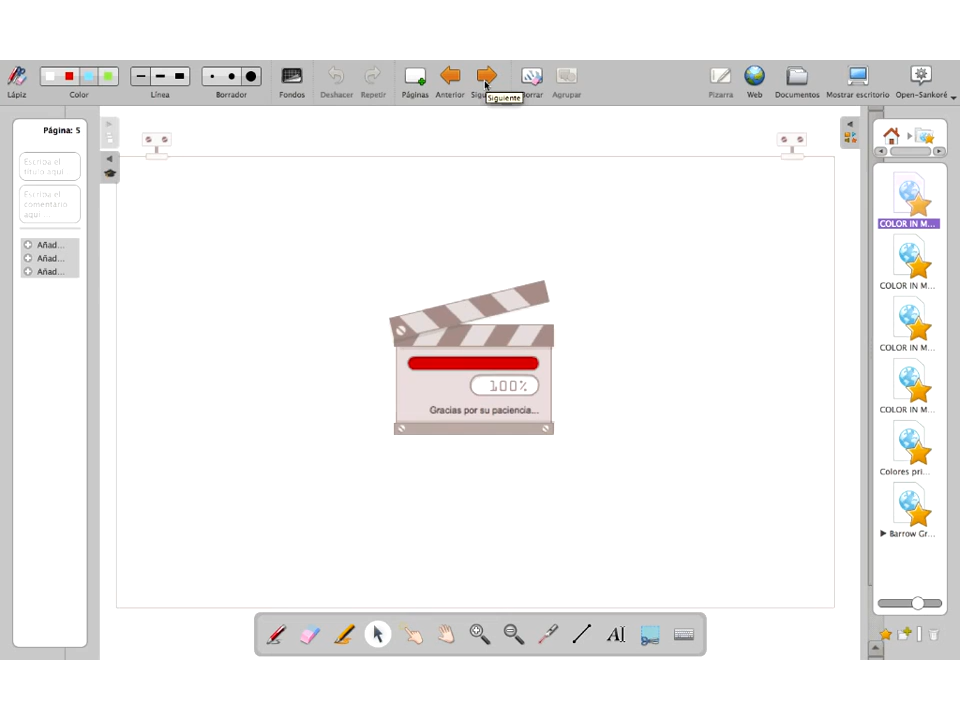 Lápiz
Color
Línea
Borrador
Fondos
Deshacer
Repetir
Páginas
Anterior
Siguiente
Agrupar
Pizarra
Web
Documentos
Mostrar escritorio
Open-Sankoré
Página: 5
Escriba el
título aquí
Escriba el
comentario
aquí ...
Añad...
Añad...
Añad...
100%
Gracias por su paciencia...
COLOR IN M...
COLOR IN M...
COLOR IN M...
COLOR IN M...
Colores pri...
Barrow Gr...
AI